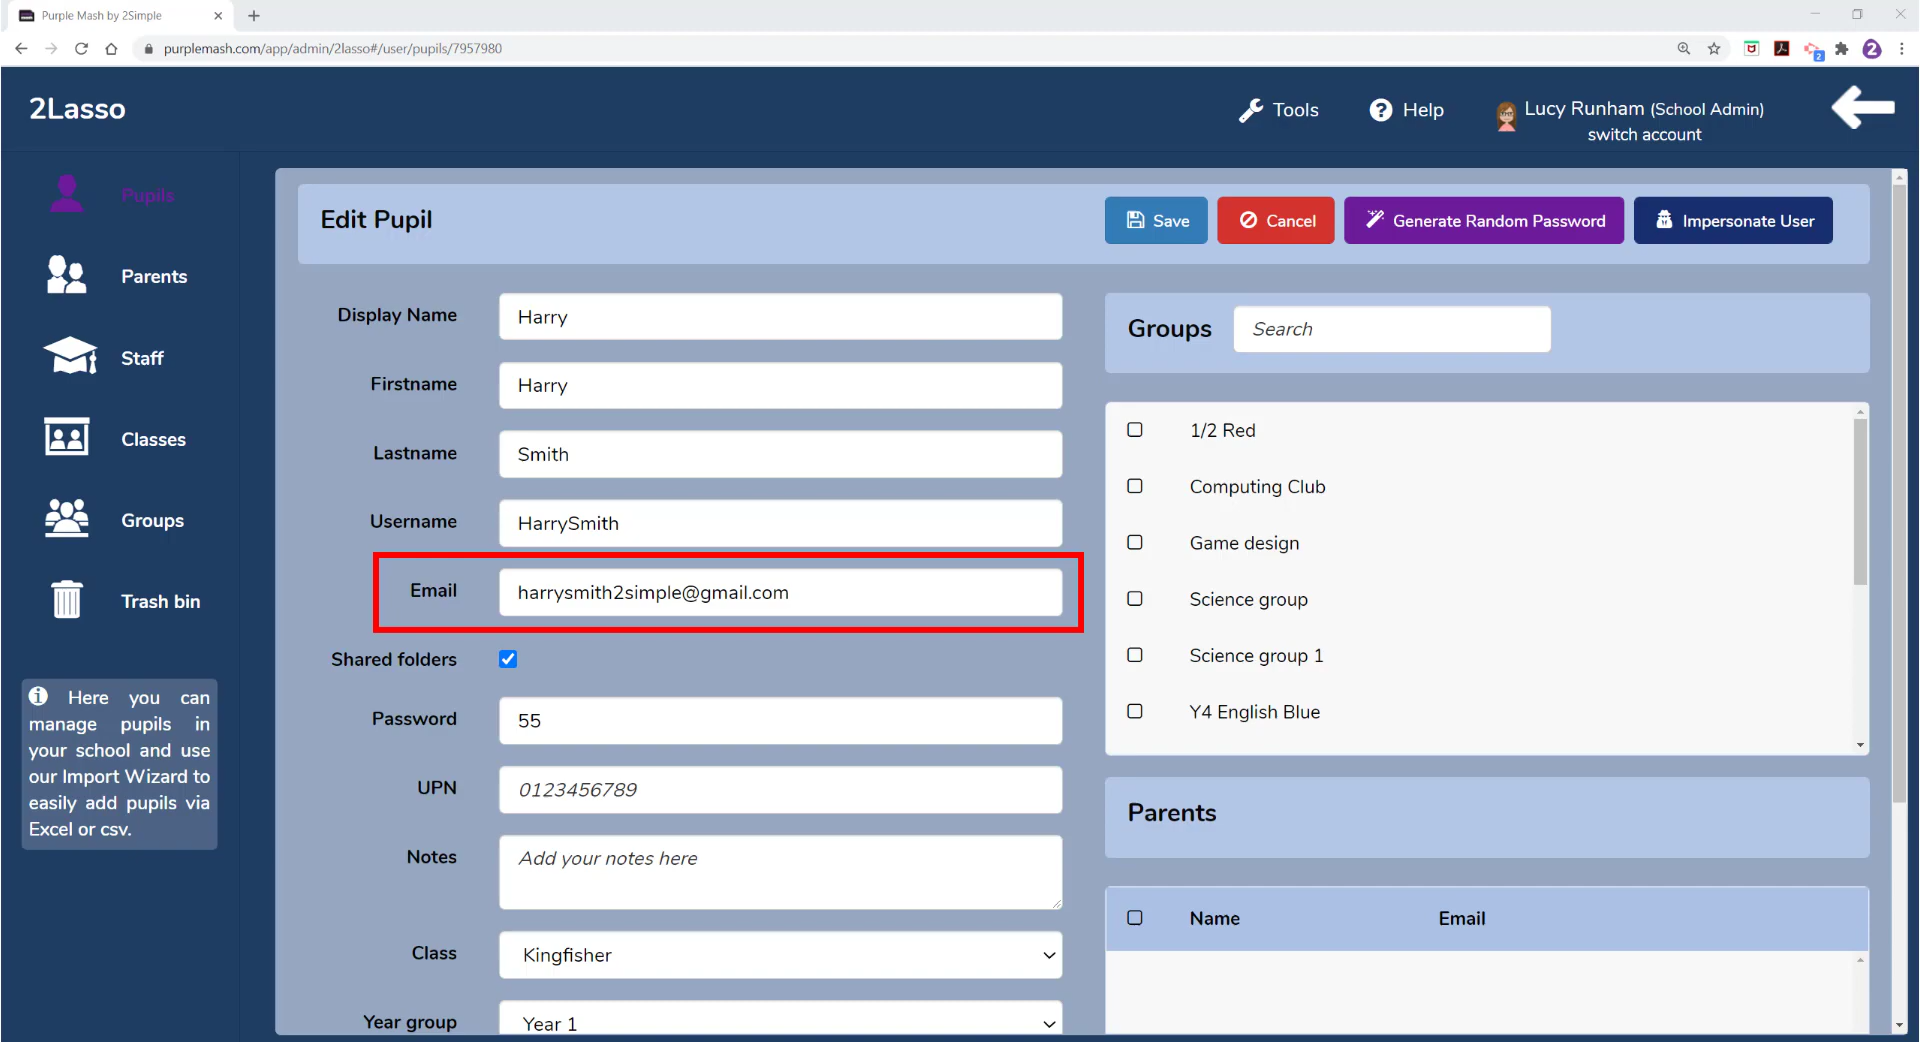 Purple Mash by 2Simple
purplemash.com/app/admin/2lasso#/user/pupils/7957980
2
2
2Lasso
Tools
Help
Lucy Runham (School Admin)
switch account
Pupils
Parents
Staff
Classes
Groups
Trash bin
Here you can
manage pupils in
your school and use
our Import Wizard to
easily add pupils via
Excel or csv.
Edit Pupil
Save
Cancel
Generate Random Password
Impersonate User
Display Name
Harry
Firstname
Harry
Lastname
Smith
Username
HarrySmith
Email
harrysmith2simple@gmail.com
Shared folders
Password
55
UPN
0123456789
Notes
Add your notes here
Class
Kingfisher
Year group
Year 1
Groups
Search
1/2 Red
Computing Club
Game design
Science group
Science group 1
Y4 English Blue
Parents
Name
Email